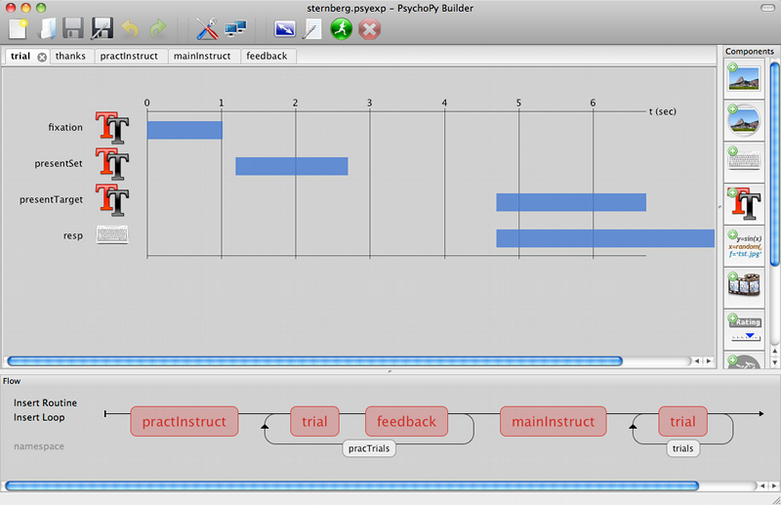 sternberg.psyexp – PsychoPy Builder
trial
thanks
practInstruct
mainInstruct
feedback
Components
0 1 2 3 4 5 6
t (sec)
fixation
presentSet
presentTarget
resp
y=sin(x)
x=random(
f="tst.jpg"
Rating
Flow
Insert Routine
Insert Loop
namespace
practInstruct
trial
feedback
mainInstruct
trial
pracTrials
trials